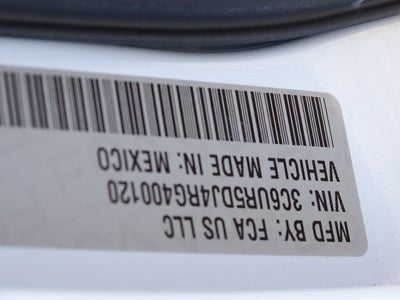 MFD BY: FCA US LLC
VIN: 3C6UR5DJ4RG400120
VEHICLE MADE IN: MEXICO